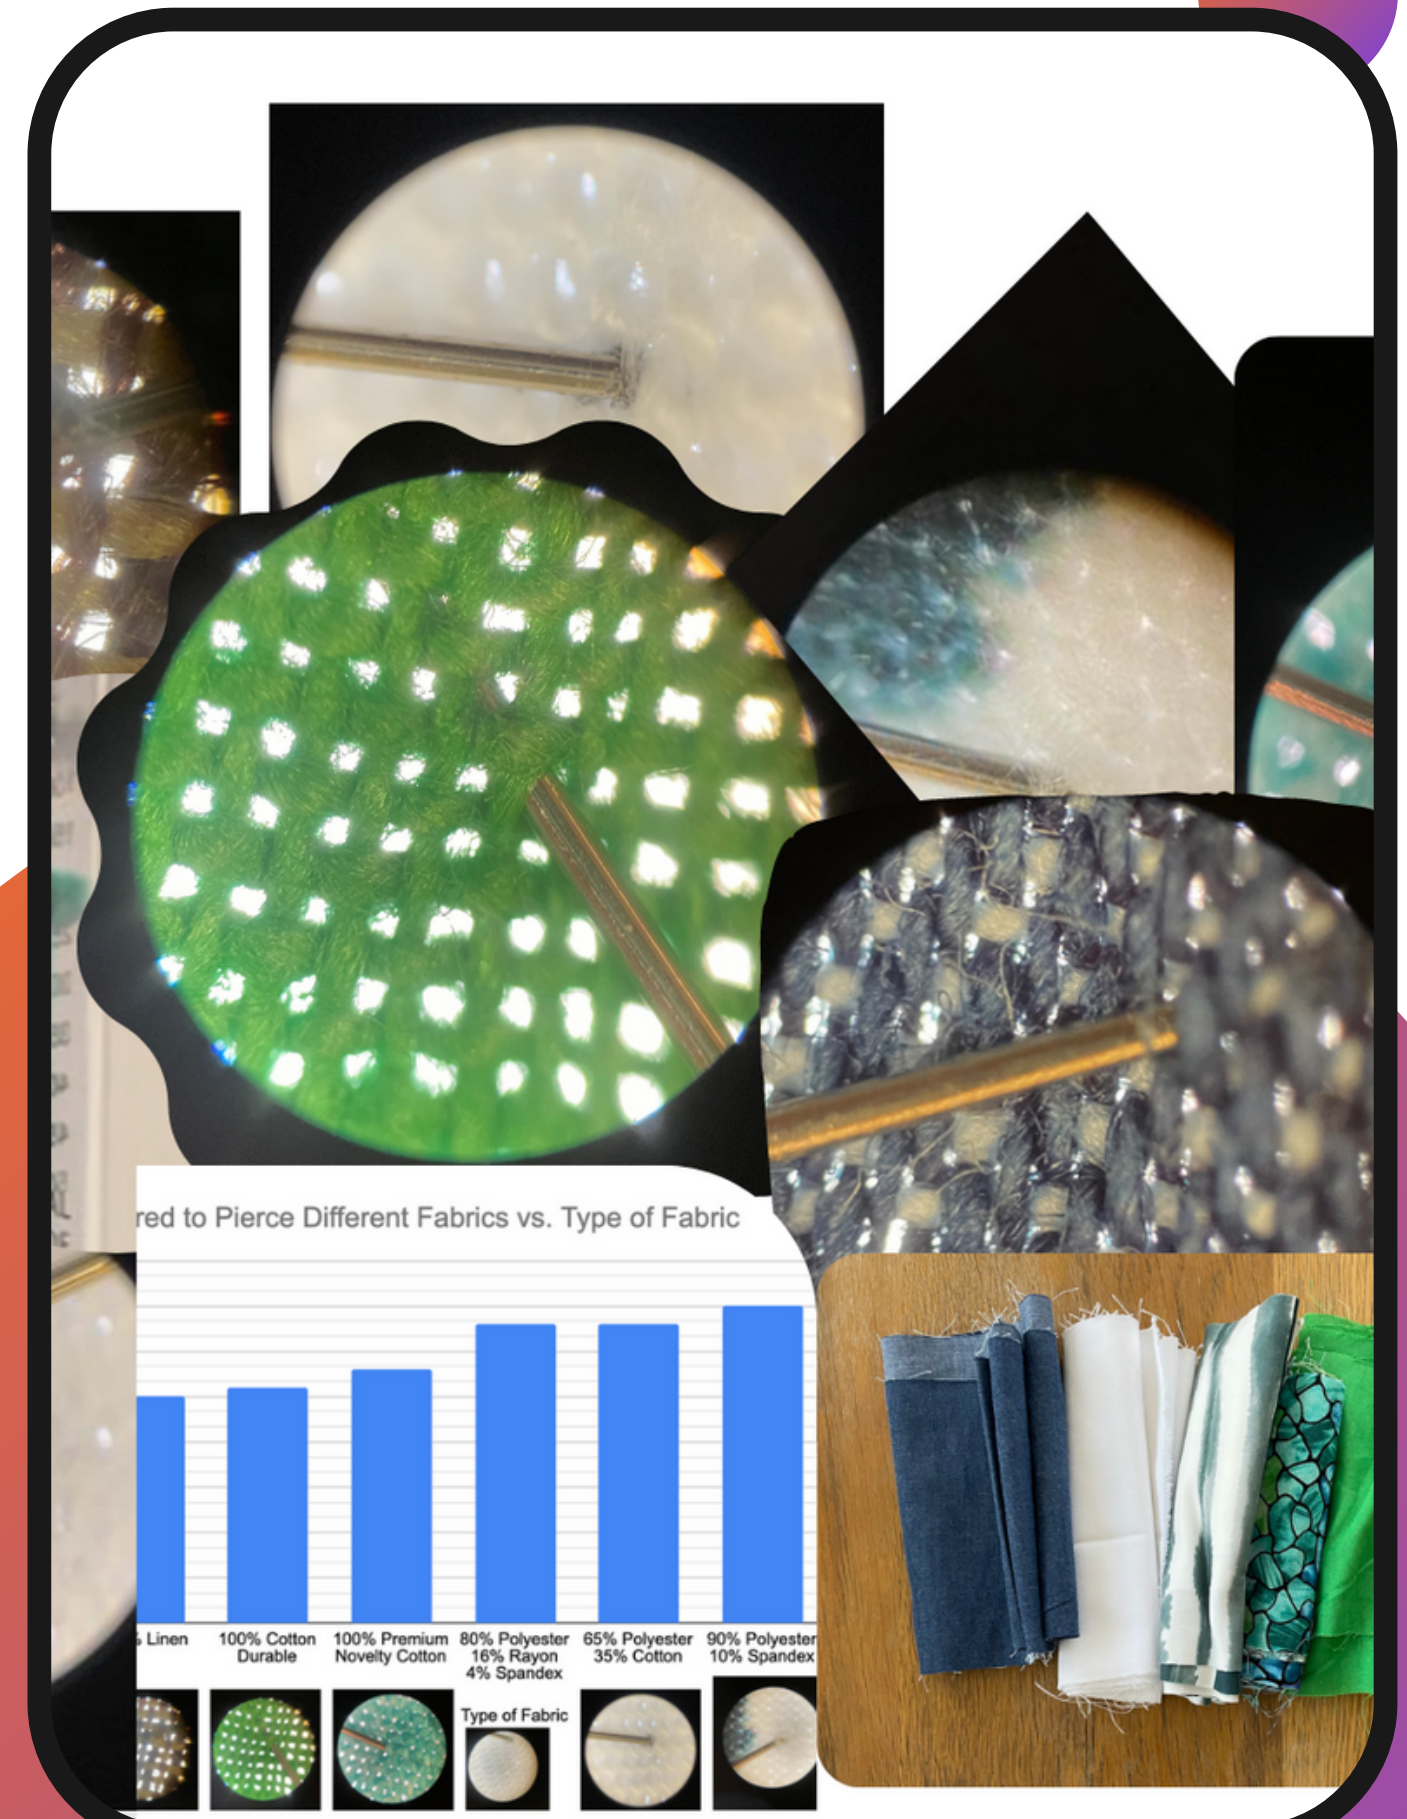 red to Pierce Different Fabrics vs. Type of Fabric
% Linen
100% Cotton
Durable
100% Premium
Novelty Cotton
80% Polyester
16% Rayon
4% Spandex
65% Polyester
35% Cotton
90% Polyester
10% Spandex
Type of Fabric